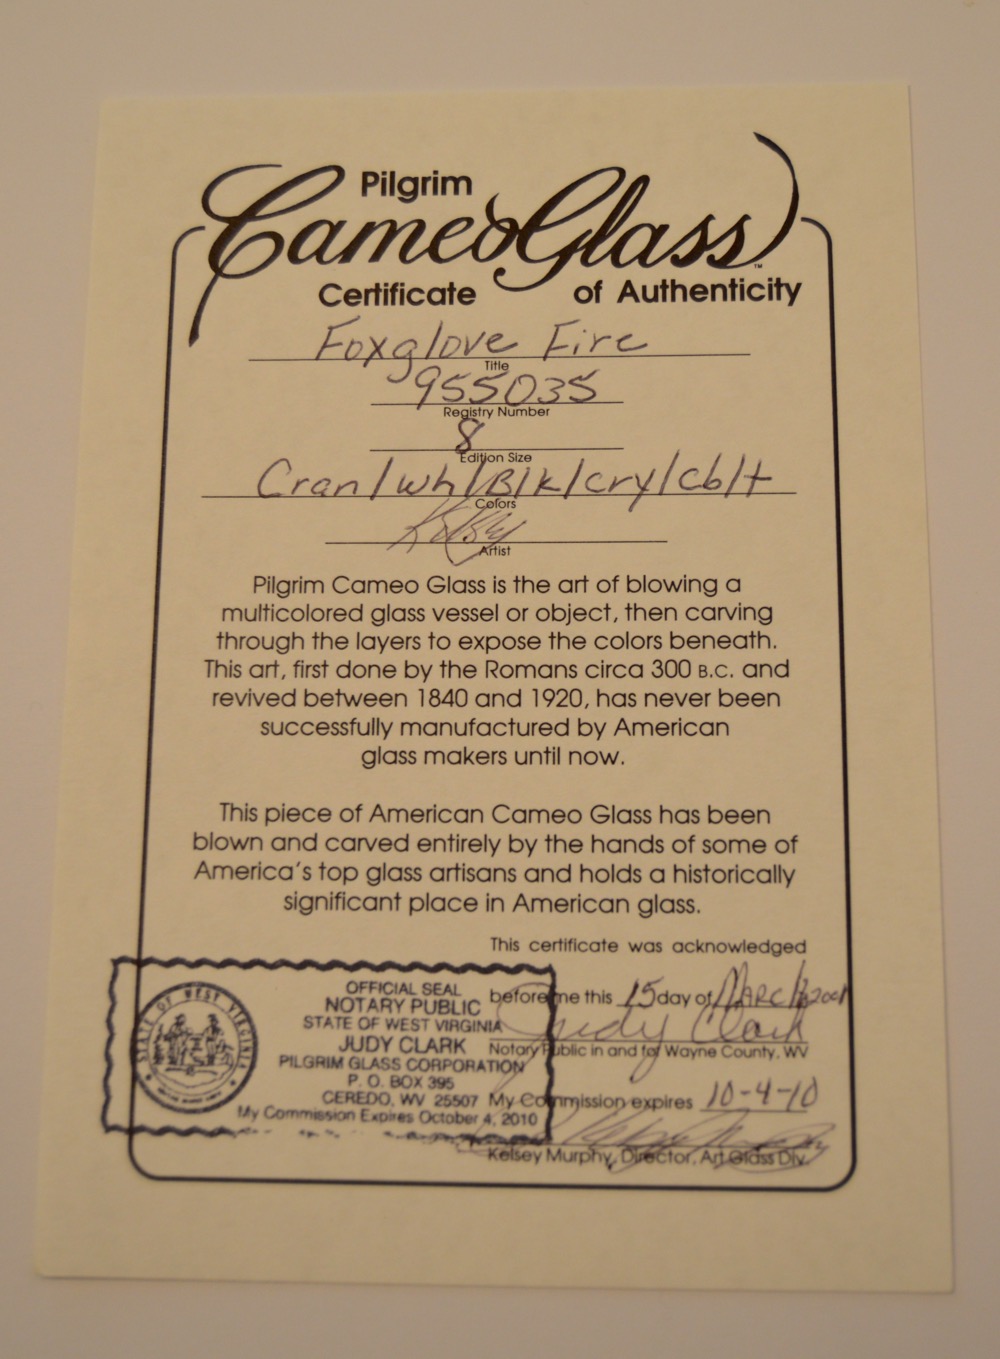 Pilgrim
Cameo Glass™
Certificate of Authenticity
Foxglove Fire
Title
955035
Registry Number
8
Edition Size
Cran/wh/Blk/cry/cblt
Colors
Kelsey
Artist
Pilgrim Cameo Glass is the art of blowing a
multicolored glass vessel or object, then carving
through the layers to expose the colors beneath.
This art, first done by the Romans circa 300 B.C. and
revived between 1840 and 1920, has never been
successfully manufactured by American
glass makers until now.
This piece of American Cameo Glass has been
blown and carved entirely by the hands of some of
America's top glass artisans and holds a historically
significant place in American glass.
This certificate was acknowledged
before me this 15 day of March 2001
Judy Clark
Notary Public in and for Wayne County, WV
My Commission expires 10-4-10
Kelsey Murphy, Director, Art Glass Div.
STATE OF WEST VIRGINIA
OFFICIAL SEAL
NOTARY PUBLIC
STATE OF WEST VIRGINIA
JUDY CLARK
PILGRIM GLASS CORPORATION
P. O. BOX 395
CEREDO, WV 25507
My Commission Expires October 4, 2010